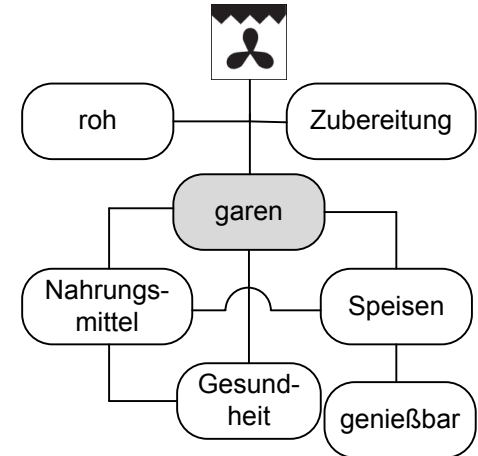 roh
Zubereitung
garen
Nahrungs-
mittel
Speisen
Gesund-
heit
genießbar